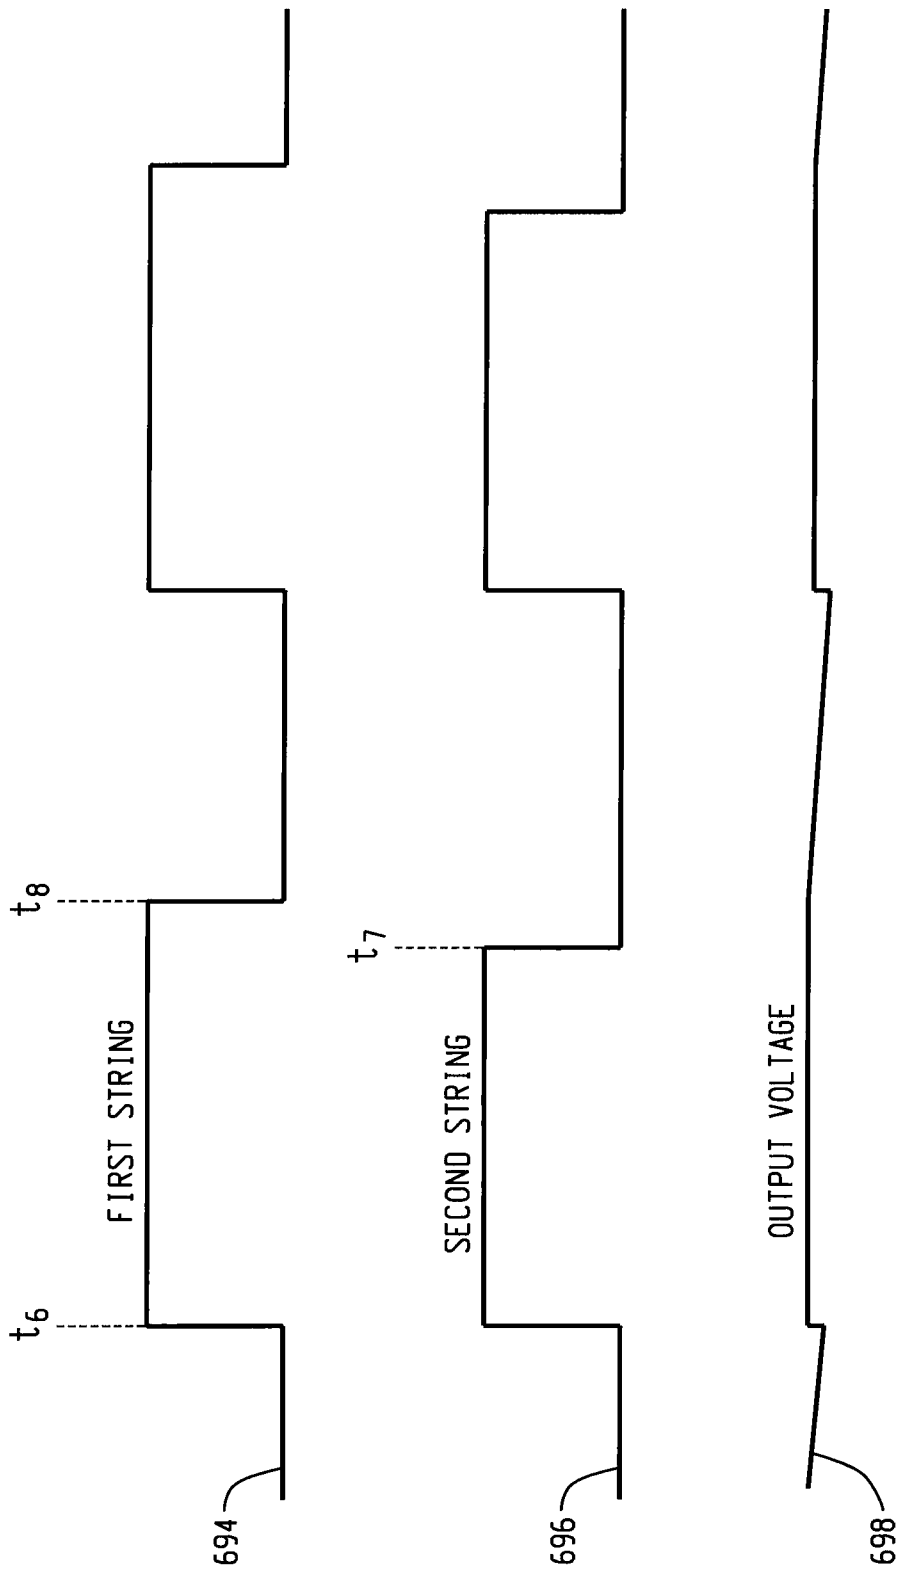 t6
t8
FIRST STRING
694
t7
SECOND STRING
696
OUTPUT VOLTAGE
698